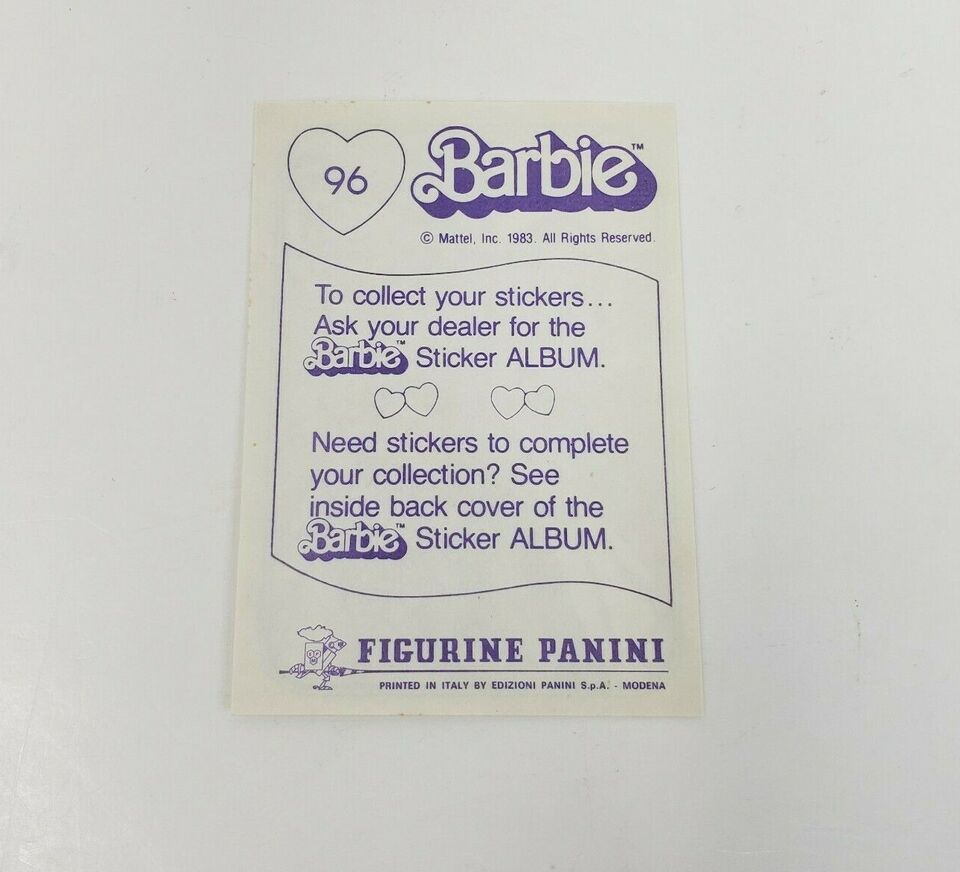 96
Barbie™
© Mattel, Inc. 1983. All Rights Reserved.
To collect your stickers...
Ask your dealer for the
Barbie™ Sticker ALBUM.
Need stickers to complete
your collection? See
inside back cover of the
Barbie™ Sticker ALBUM.
FIGURINE PANINI
PRINTED IN ITALY BY EDIZIONI PANINI S.p.A. - MODENA